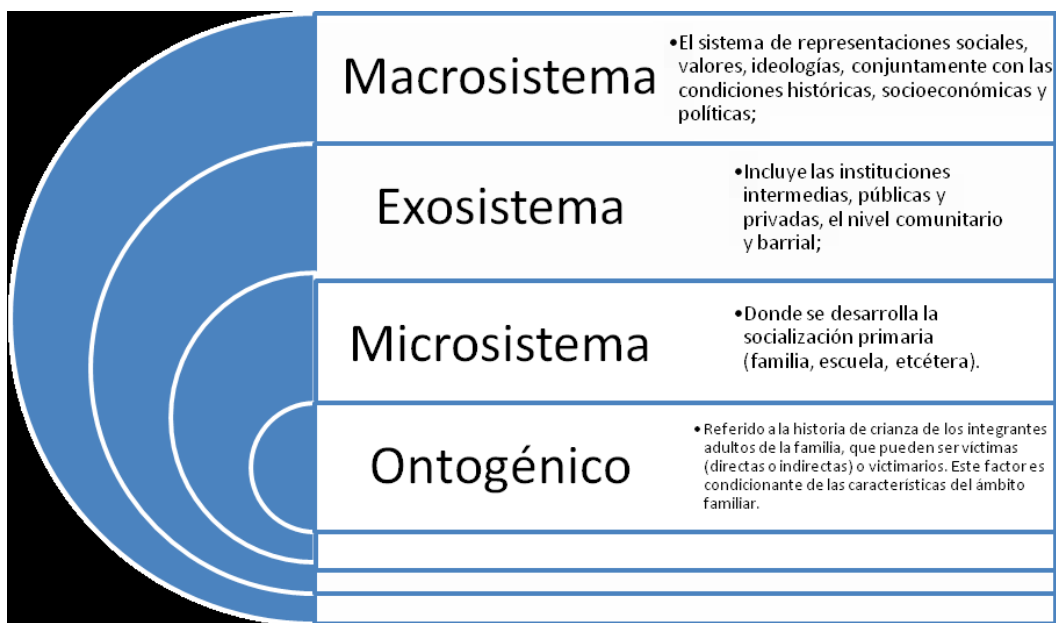 Macrosistema
•El sistema de representaciones sociales,
valores, ideologías, conjuntamente con las
condiciones históricas, socioeconómicas y
políticas;
Exosistema
•Incluye las instituciones
intermedias, públicas y
privadas, el nivel comunitario
y barrial;
Microsistema
•Donde se desarrolla la
socialización primaria
(familia, escuela, etcétera).
Ontogénico
•Referido a la historia de crianza de los integrantes
adultos de la familia, que pueden ser víctimas
(directas o indirectas) o victimarios. Este factor es
condicionante de las características del ámbito
familiar.